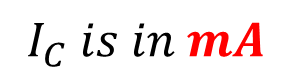 I_C is in mA